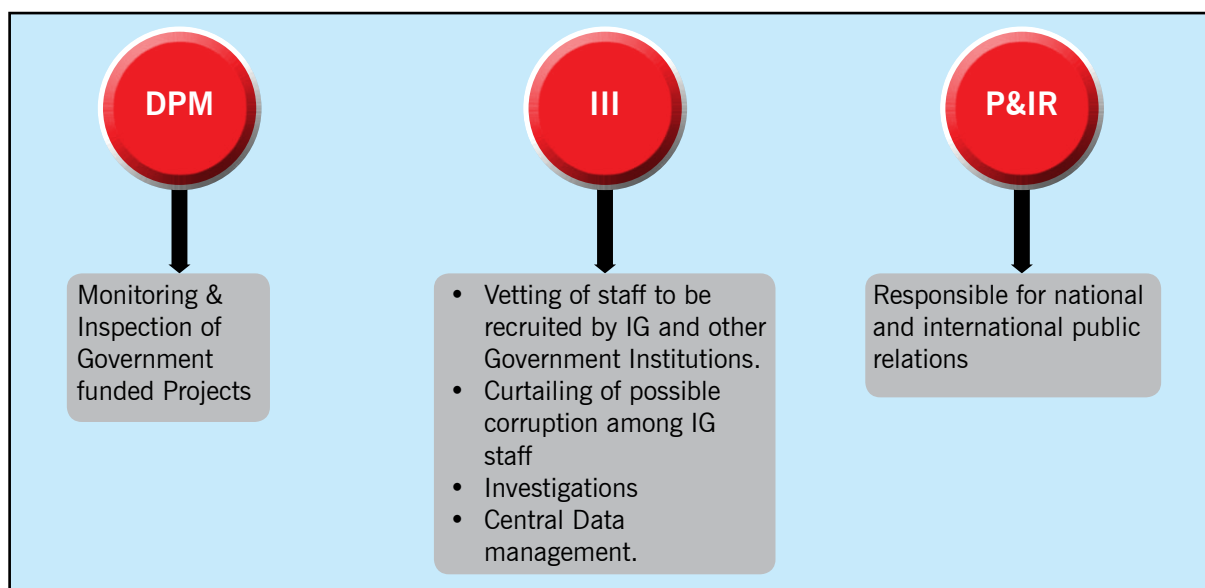 DPM
Monitoring &
Inspection of
Government
funded Projects
III
• Vetting of staff to be
recruited by IG and other
Government Institutions.
• Curtailing of possible
corruption among IG
staff
• Investigations
• Central Data
management.
P&IR
Responsible for national
and international public
relations